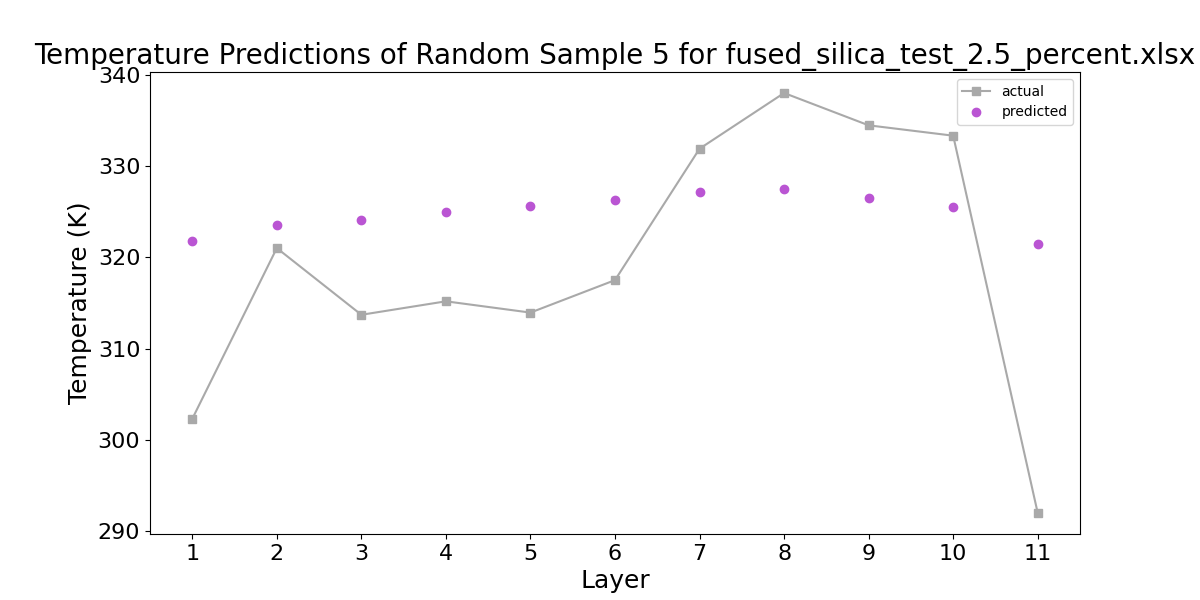 Temperature Predictions of Random Sample 5 for fused_silica_test_2.5_percent.xlsx
340
330
320
310
300
290
Temperature (K)
actual
predicted
1 2 3 4 5 6 7 8 9 10 11
Layer